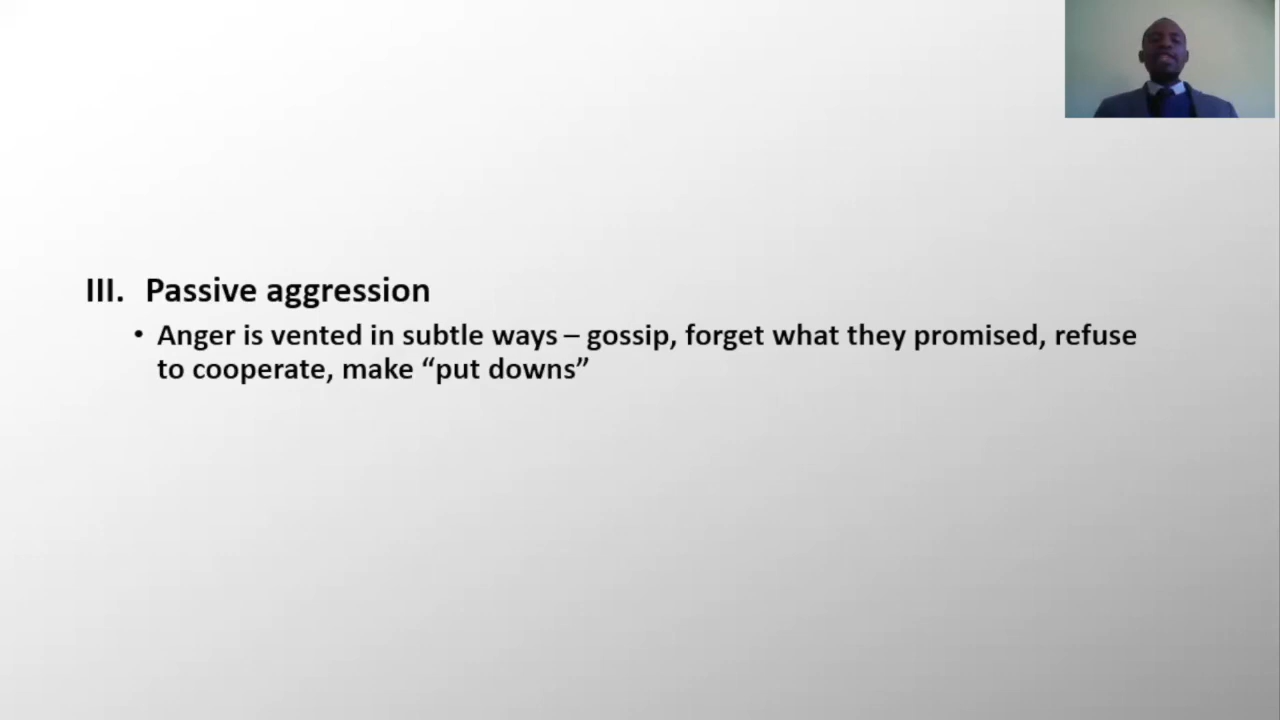 III. Passive aggression
• Anger is vented in subtle ways – gossip, forget what they promised, refuse
to cooperate, make “put downs”